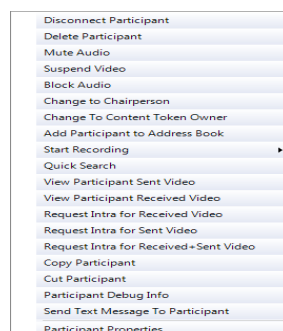 Disconnect Participant
Delete Participant
Mute Audio
Suspend Video
Block Audio
Change to Chairperson
Change To Content Token Owner
Add Participant to Address Book
Start Recording
Quick Search
View Participant Sent Video
View Participant Received Video
Request Intra for Received Video
Request Intra for Sent Video
Request Intra for Received+Sent Video
Copy Participant
Cut Participant
Participant Debug Info
Send Text Message To Participant
Participant Properties